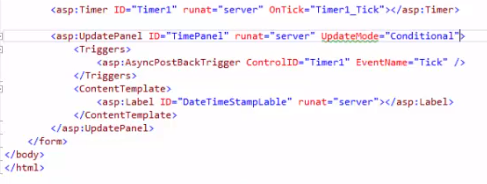 <asp:Timer ID="Timer1" runat="server" OnTick="Timer1_Tick"></asp:Timer>
<asp:UpdatePanel ID="TimePanel" runat="server" UpdateMode="Conditional">
<Triggers>
<asp:AsyncPostBackTrigger ControlID="Timer1" EventName="Tick" />
</Triggers>
<ContentTemplate>
<asp:Label ID="DateTimeStampLable" runat="server"></asp:Label>
</ContentTemplate>
</asp:UpdatePanel>
</form>
</body>
</html>